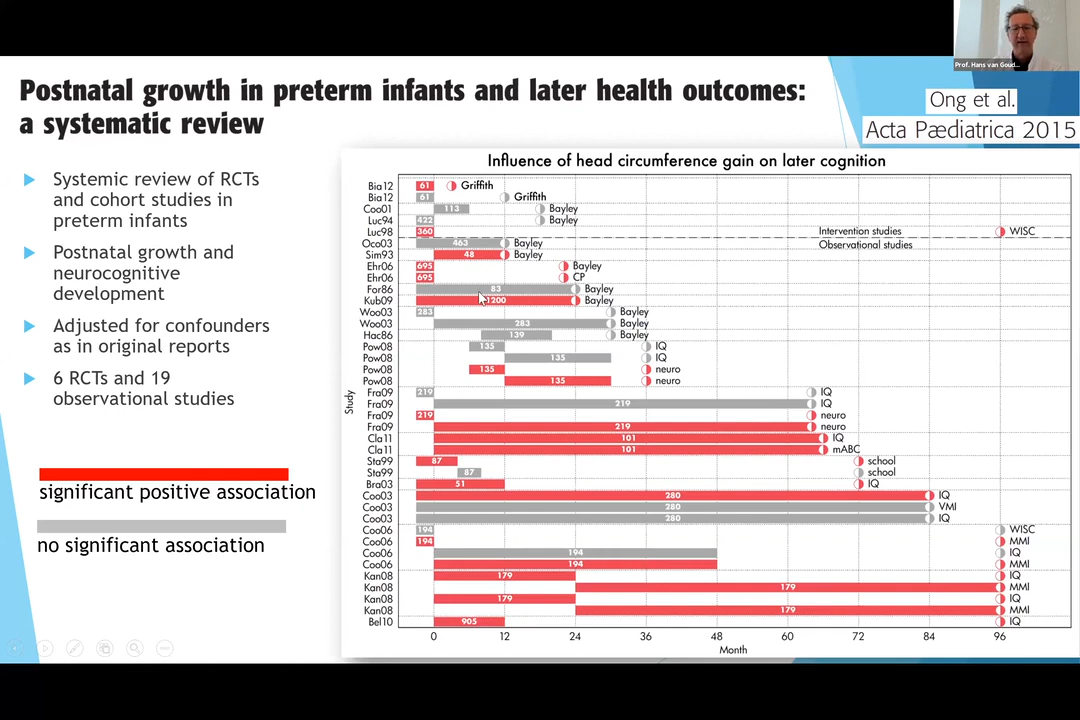 Prof. Hans van Goud...
Postnatal growth in preterm infants and later health outcomes:
a systematic review
Ong et al.
Acta Pædiatrica 2015
Systemic review of RCTs
and cohort studies in
preterm infants
Postnatal growth and
neurocognitive
development
Adjusted for confounders
as in original reports
6 RCTs and 19
observational studies
significant positive association
no significant association
Influence of head circumference gain on later cognition
Study
Bia12 61 Griffith
Bia12 61 Griffith
Coo01 113 Bayley
Luc94 422 Bayley
Luc98 360 Intervention studies WISC
Observational studies
Oco03 463 Bayley
Sim93 48 Bayley
Ehr06 695 Bayley
Ehr06 695 CP
For86 83 Bayley
Kub09 1200 Bayley
Woo03 283 Bayley
Woo03 283 Bayley
Hac86 139 Bayley
Pow08 135 IQ
Pow08 135 IQ
Pow08 135 neuro
Pow08 135 neuro
Fra09 219 IQ
Fra09 219 IQ
Fra09 219 neuro
Fra09 219 neuro
Cla11 101 IQ
Cla11 101 mABC
Sta99 87 school
Sta99 87 school
Bra03 51 IQ
Coo03 280 IQ
Coo03 280 VMI
Coo03 280 IQ
Coo06 194 WISC
Coo06 194 MMI
Coo06 194 IQ
Coo06 194 MMI
Kan08 179 IQ
Kan08 179 MMI
Kan08 179 IQ
Kan08 179 MMI
Bel10 905 IQ
0 12 24 36 48 60 72 84 96
Month